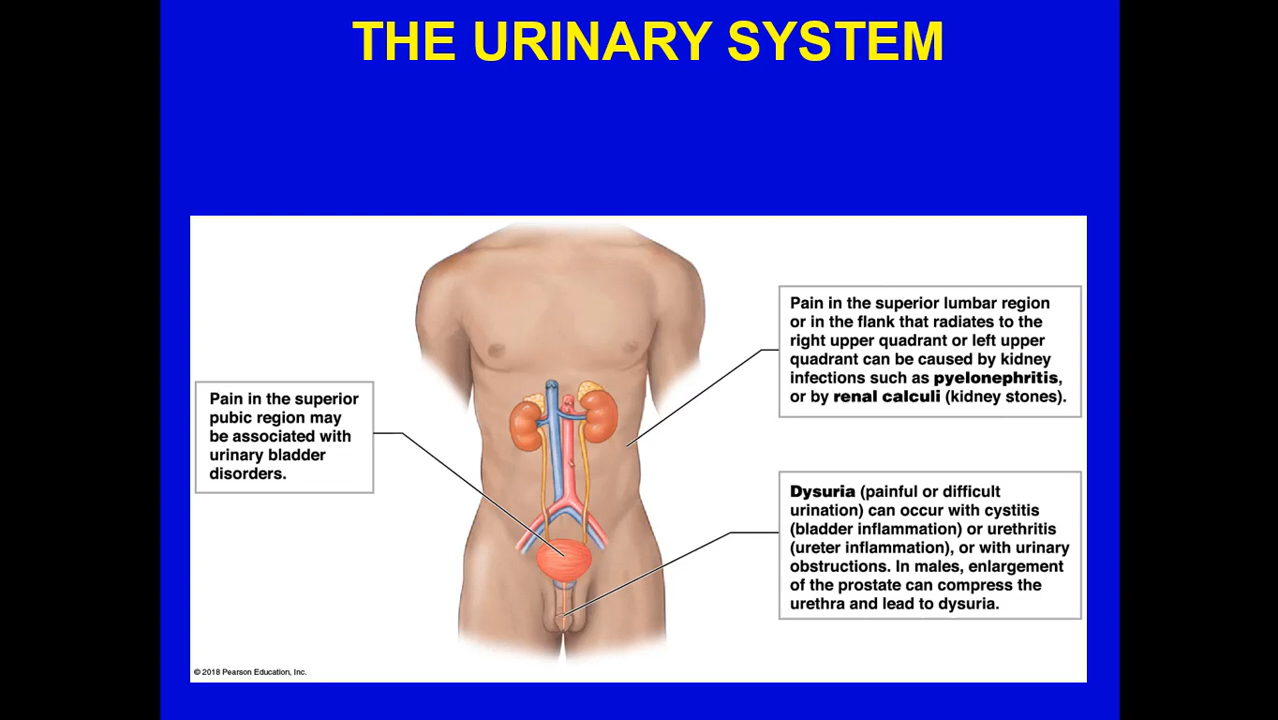 THE URINARY SYSTEM
Pain in the superior
pubic region may
be associated with
urinary bladder
disorders.
Pain in the superior lumbar region
or in the flank that radiates to the
right upper quadrant or left upper
quadrant can be caused by kidney
infections such as pyelonephritis,
or by renal calculi (kidney stones).
Dysuria (painful or difficult
urination) can occur with cystitis
(bladder inflammation) or urethritis
(ureter inflammation), or with urinary
obstructions. In males, enlargement
of the prostate can compress the
urethra and lead to dysuria.
© 2018 Pearson Education, Inc.